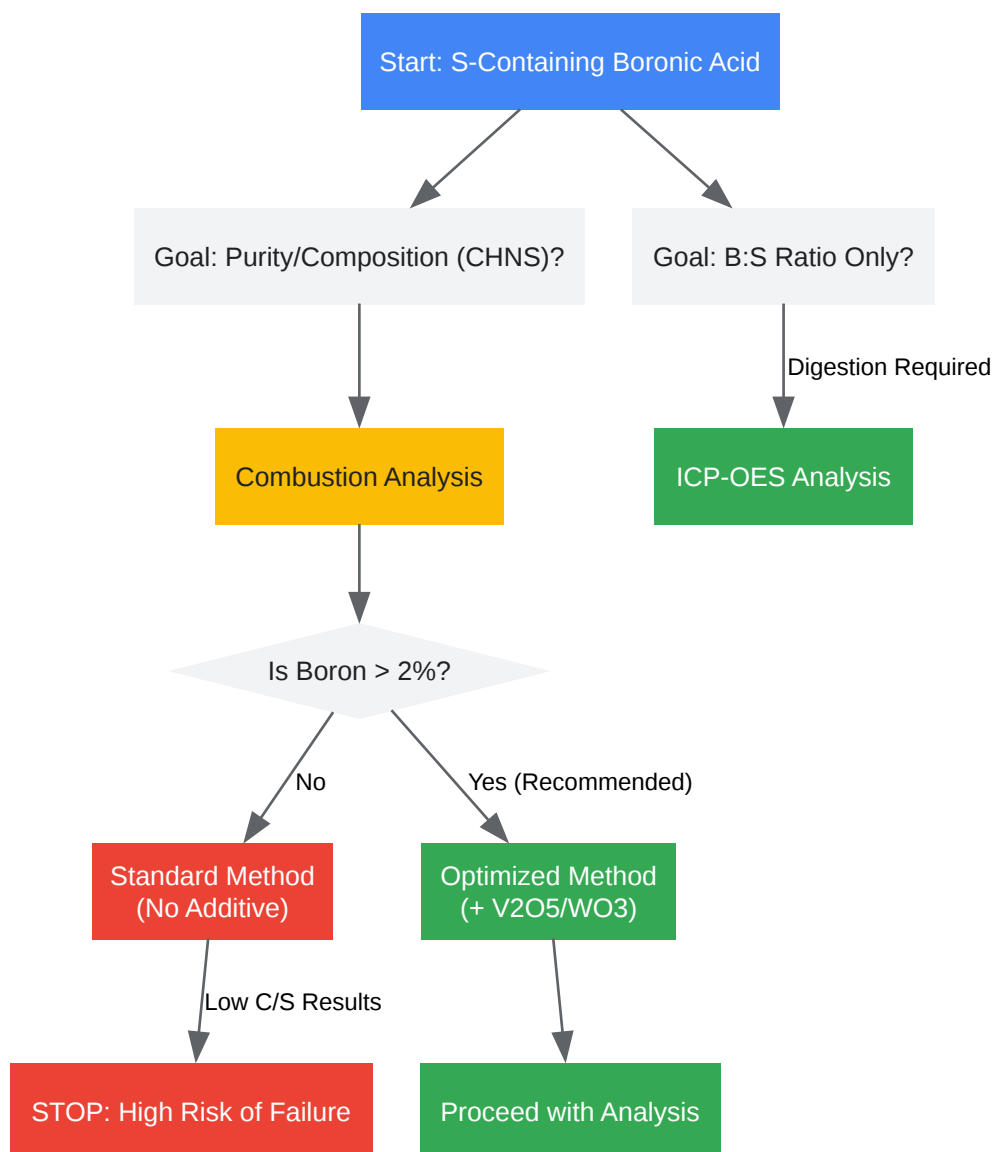 Start: S-Containing Boronic Acid
Goal: Purity/Composition (CHNS)?
Goal: B:S Ratio Only?
Digestion Required
Combustion Analysis
ICP-OES Analysis
Is Boron > 2%?
No
Yes (Recommended)
Standard Method
(No Additive)
Optimized Method
(+ V2O5/WO3)
Low C/S Results
STOP: High Risk of Failure
Proceed with Analysis